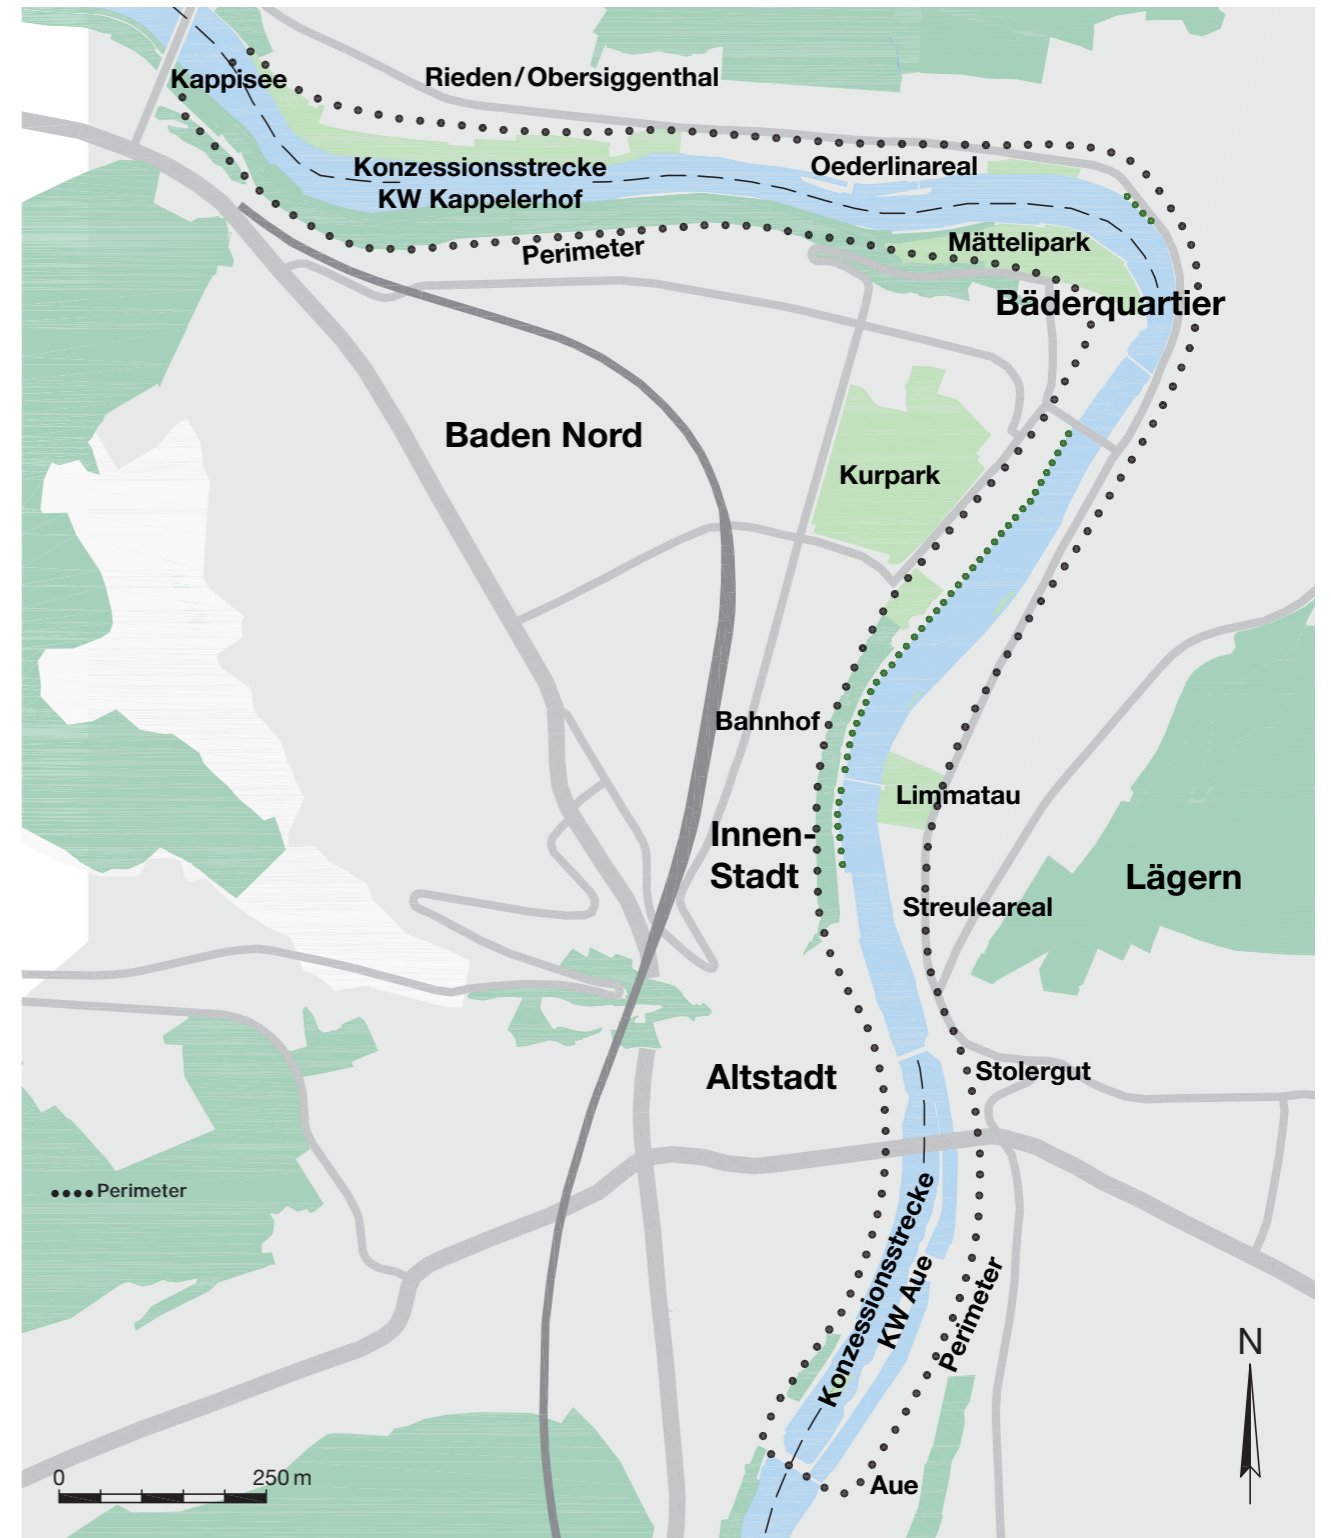 Kappisee
Rieden/Obersiggenthal
Konzessionsstrecke
KW Kappelerhof
Oederlinareal
Perimeter
Mättelipark
Bäderquartier
Baden Nord
Kurpark
Bahnhof
Limmatau
Innen-
Stadt
Lägern
Streuleareal
Altstadt
Stolergut
Perimeter
Konzessionsstrecke
KW Aue
Perimeter
N
0 250 m
Aue